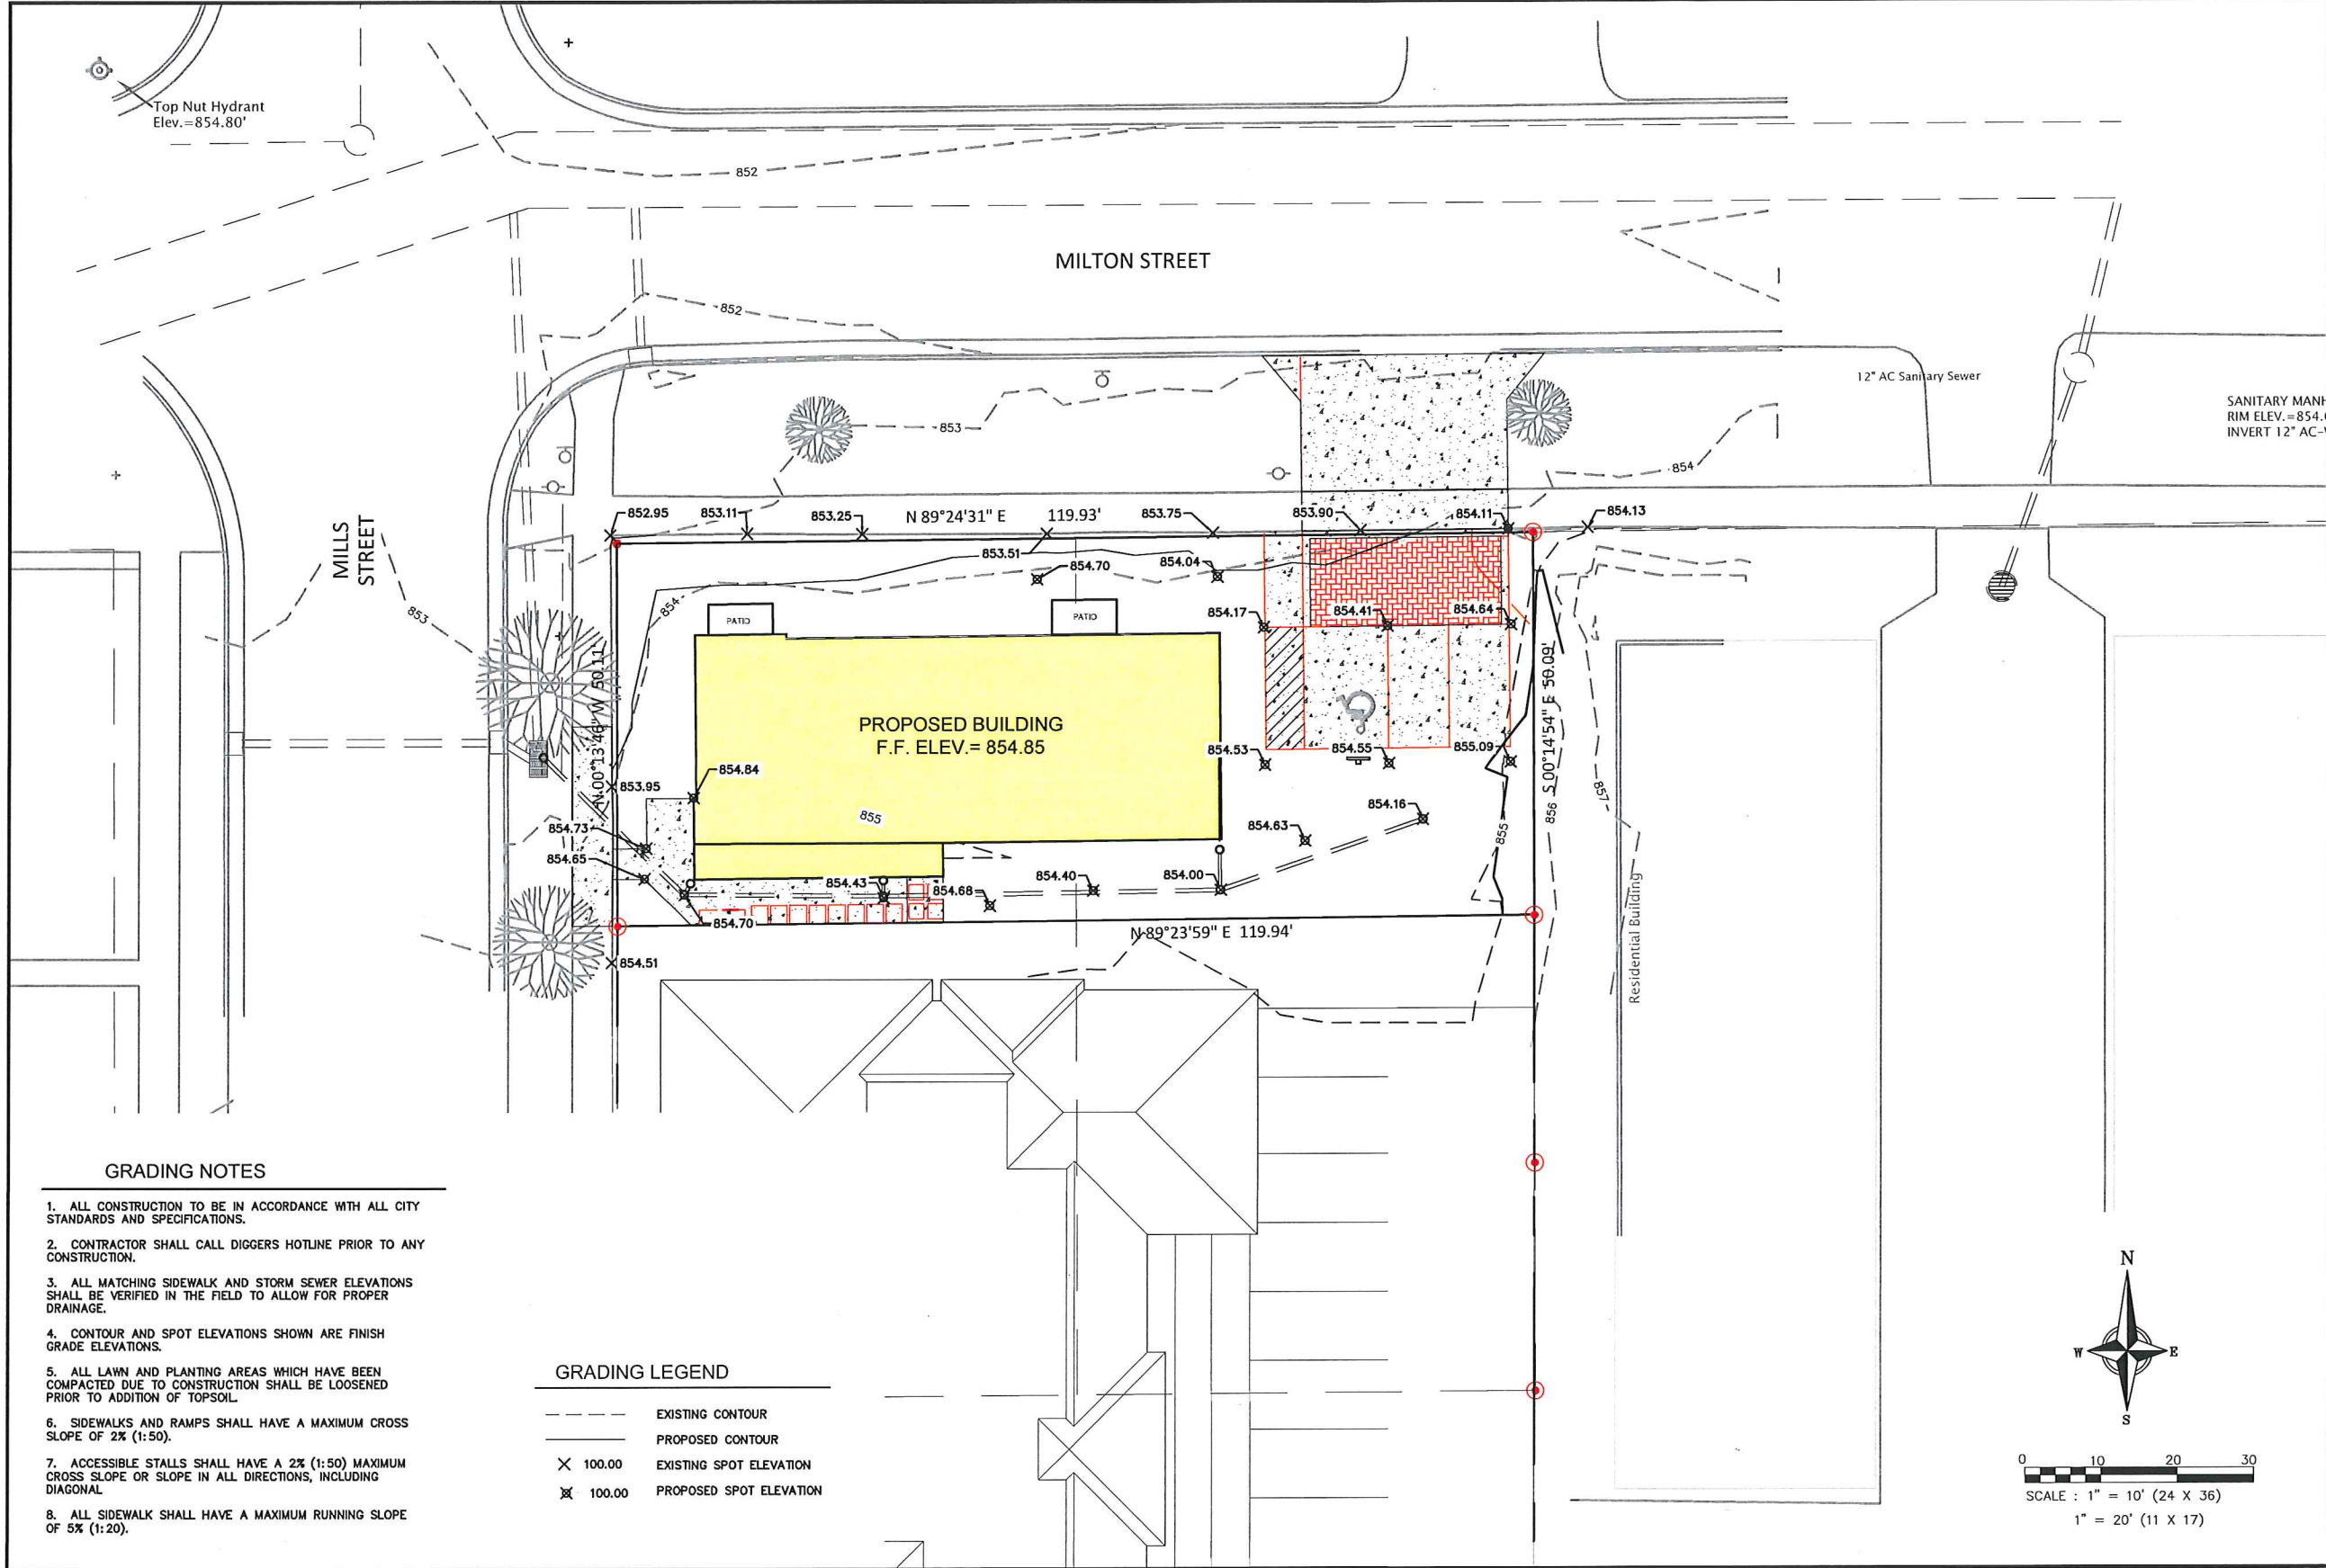 Top Nut Hydrant
Elev.=854.80'
852
MILTON STREET
852
12" AC Sanitary Sewer
SANITARY MANH
RIM ELEV.=854.
INVERT 12" AC-
853
854
MILLS
STREET
853
852.95
853.11
853.25
N 89°24'31" E 119.93'
853.75
853.90
854.11
854.13
853.51
854.70
854.04
854
PATIO
PATIO
854.17
854.41
854.64
N 00°13'46" W 50.11'
S 00°14'54" E 50.09'
PROPOSED BUILDING
F.F. ELEV.= 854.85
854.84
853.95
854.53
854.55
855.09
857
856
855
855
854.16
854.63
854.73
854.65
854.43
854.68
854.40
854.00
854.70
N 89°23'59" E 119.94'
854.51
Residential Building
GRADING NOTES
1. ALL CONSTRUCTION TO BE IN ACCORDANCE WITH ALL CITY
STANDARDS AND SPECIFICATIONS.
2. CONTRACTOR SHALL CALL DIGGERS HOTLINE PRIOR TO ANY
CONSTRUCTION.
3. ALL MATCHING SIDEWALK AND STORM SEWER ELEVATIONS
SHALL BE VERIFIED IN THE FIELD TO ALLOW FOR PROPER
DRAINAGE.
4. CONTOUR AND SPOT ELEVATIONS SHOWN ARE FINISH
GRADE ELEVATIONS.
5. ALL LAWN AND PLANTING AREAS WHICH HAVE BEEN
COMPACTED DUE TO CONSTRUCTION SHALL BE LOOSENED
PRIOR TO ADDITION OF TOPSOIL
6. SIDEWALKS AND RAMPS SHALL HAVE A MAXIMUM CROSS
SLOPE OF 2% (1:50).
7. ACCESSIBLE STALLS SHALL HAVE A 2% (1:50) MAXIMUM
CROSS SLOPE OR SLOPE IN ALL DIRECTIONS, INCLUDING
DIAGONAL
8. ALL SIDEWALK SHALL HAVE A MAXIMUM RUNNING SLOPE
OF 5% (1:20).
GRADING LEGEND
EXISTING CONTOUR
PROPOSED CONTOUR
100.00 EXISTING SPOT ELEVATION
100.00 PROPOSED SPOT ELEVATION
N
W E
S
0 10 20 30
SCALE : 1" = 10' (24 X 36)
1" = 20' (11 X 17)